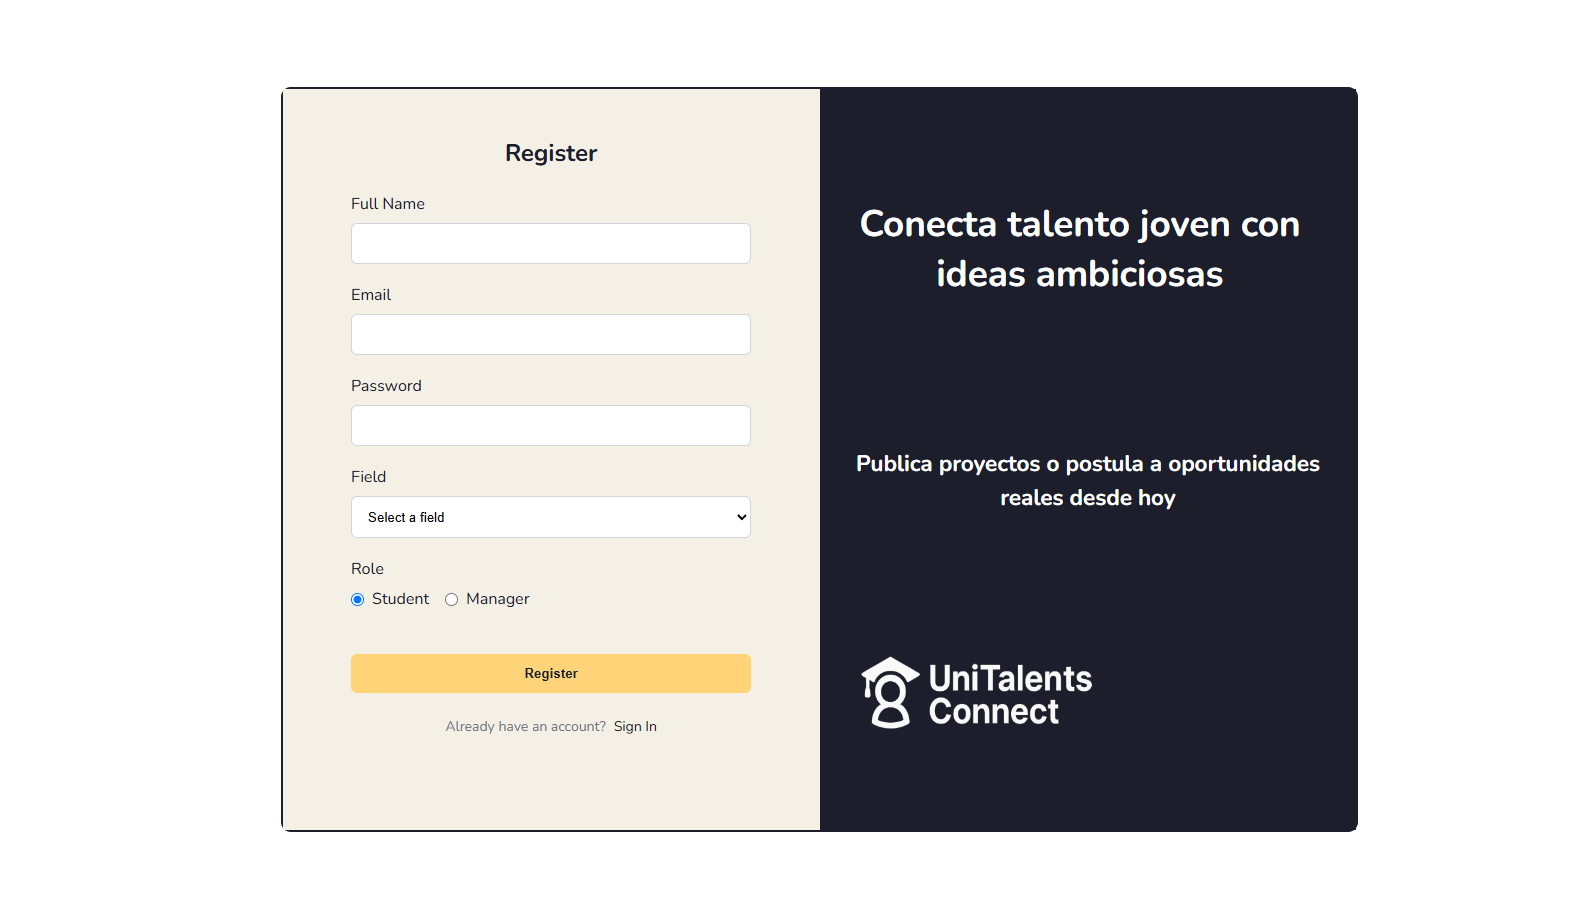 Register
Full Name
Email
Password
Field
Select a field
Role
Student Manager
Register
Already have an account? Sign In
Conecta talento joven con
ideas ambiciosas
Publica proyectos o postula a oportunidades
reales desde hoy
UniTalents
Connect